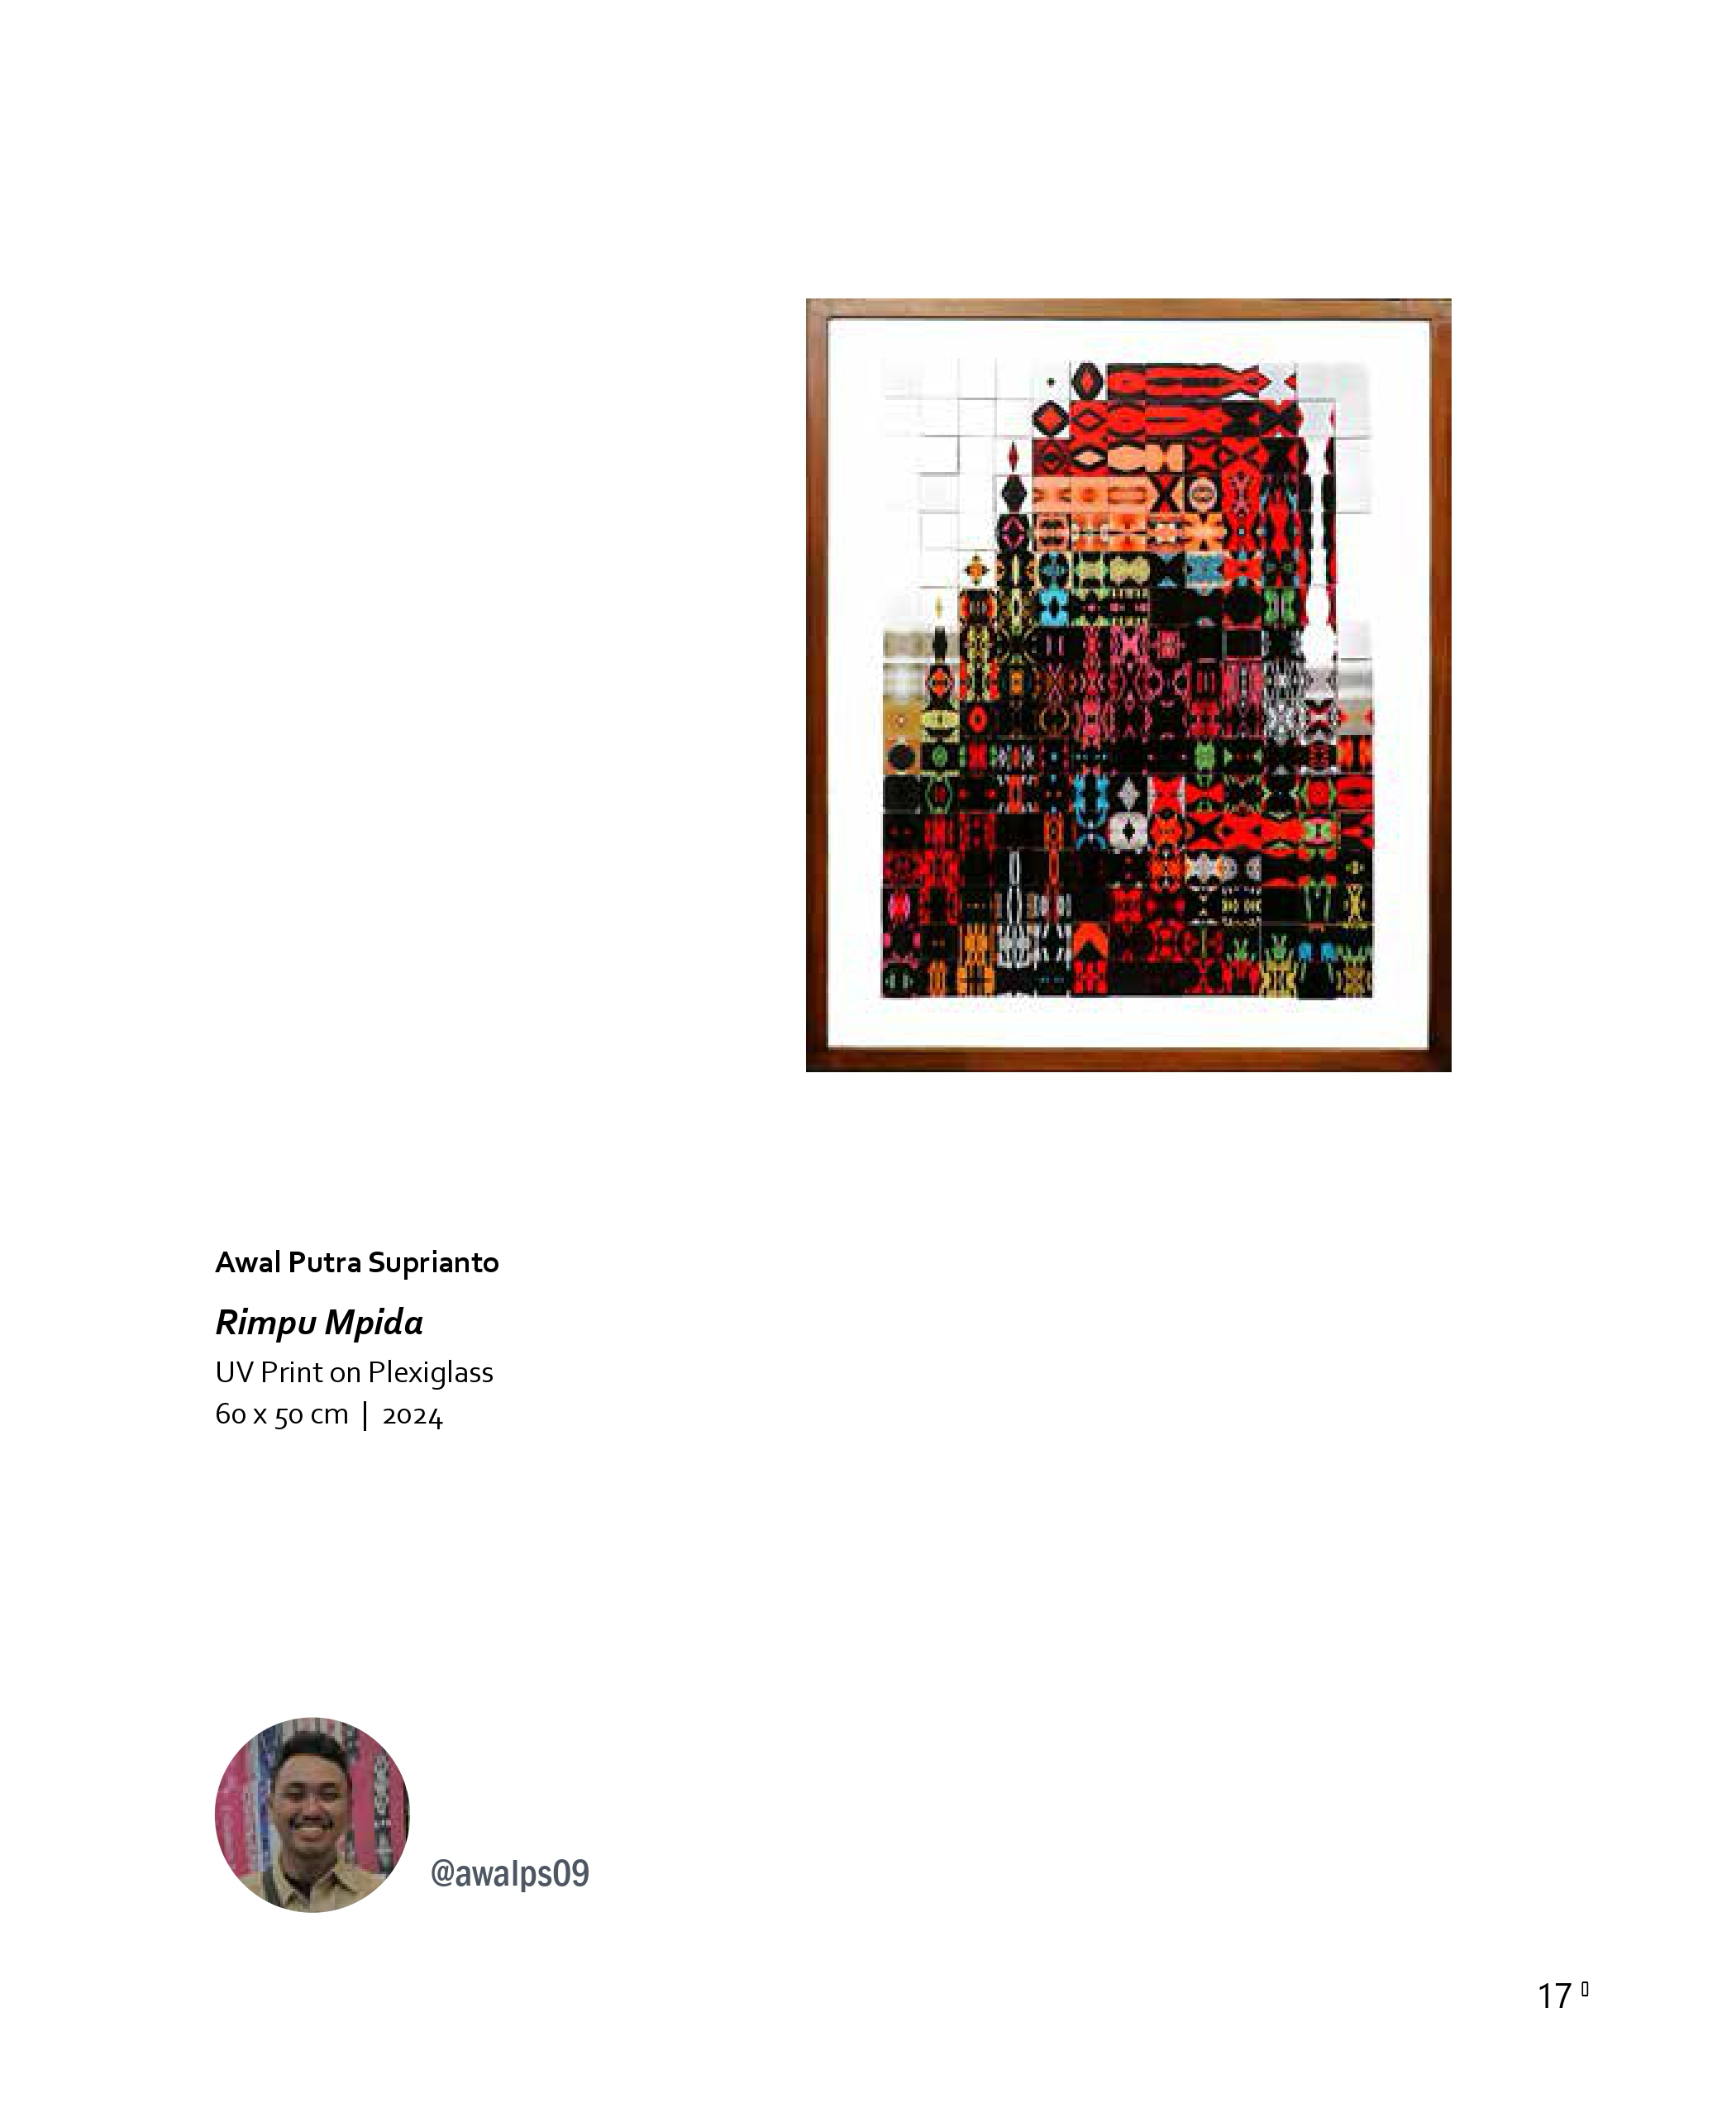 Awal Putra Suprianto
Rimpu Mpida
UV Print on Plexiglass
60 x 50 cm | 2024
@awalps09
17